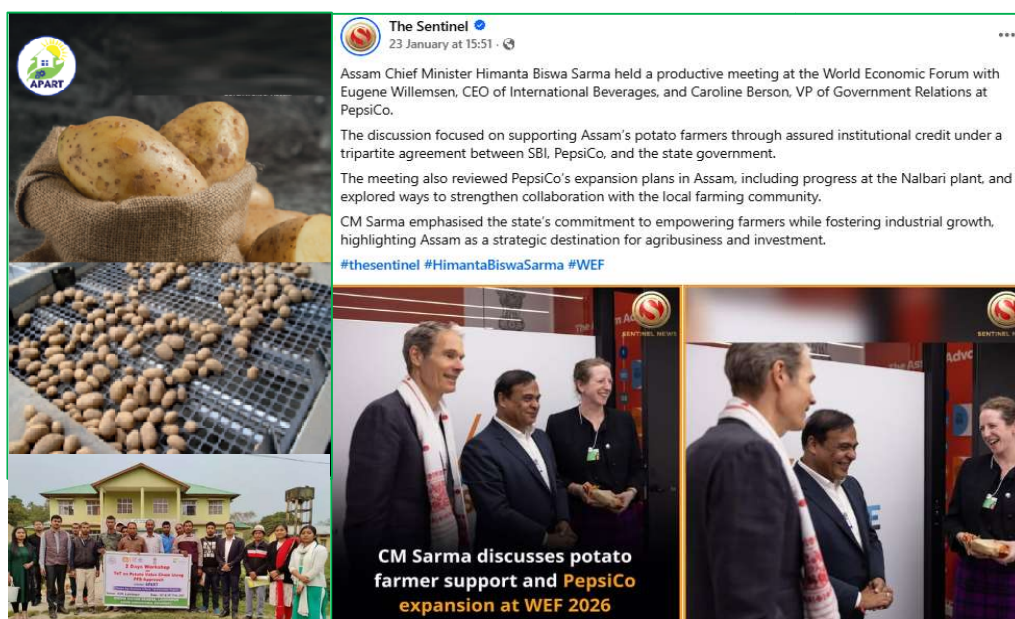 APART
The Sentinel
23 January at 15:51 ·
Assam Chief Minister Himanta Biswa Sarma held a productive meeting at the World Economic Forum with
Eugene Willemsen, CEO of International Beverages, and Caroline Berson, VP of Government Relations at
PepsiCo.
The discussion focused on supporting Assam's potato farmers through assured institutional credit under a
tripartite agreement between SBI, PepsiCo, and the state government.
The meeting also reviewed PepsiCo's expansion plans in Assam, including progress at the Nalbari plant, and
explored ways to strengthen collaboration with the local farming community.
CM Sarma emphasised the state's commitment to empowering farmers while fostering industrial growth,
highlighting Assam as a strategic destination for agribusiness and investment.
#thesentinel #HimantaBiswaSarma #WEF
S
SENTINEL NEWS
S
SENTINEL NEWS
CM Sarma discusses potato
farmer support and PepsiCo
expansion at WEF 2026
ToT on Potato Value Chain Using